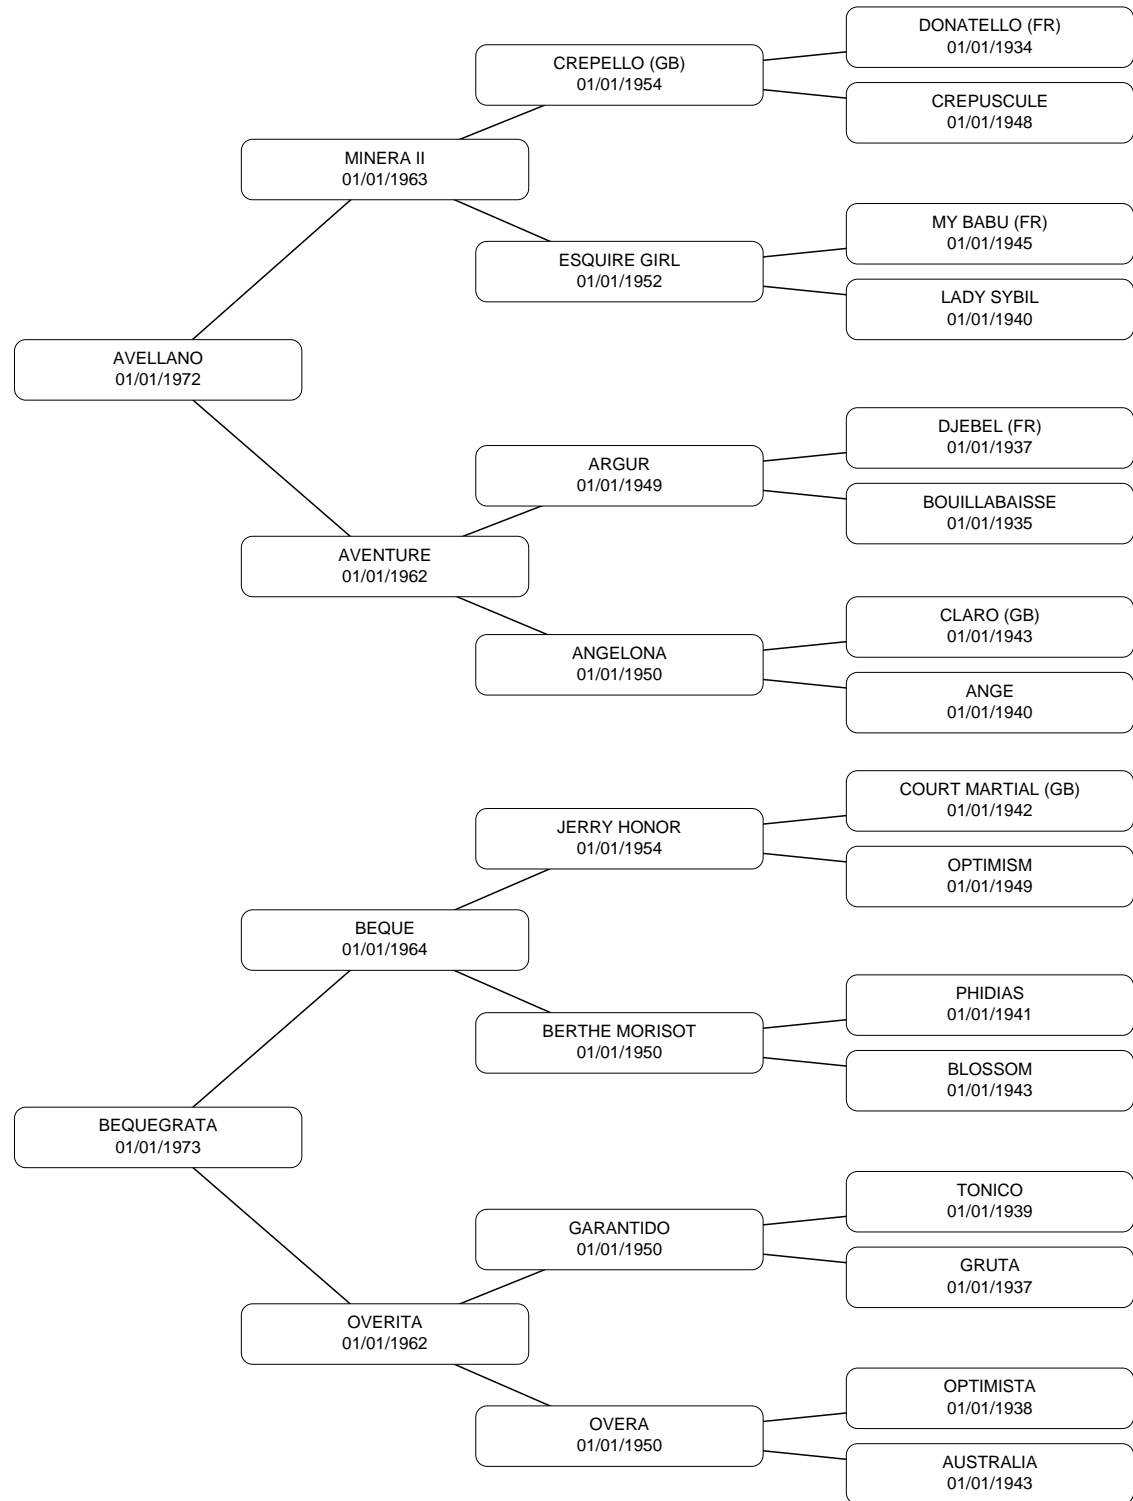 DONATELLO (FR)
01/01/1934
CREPELLO (GB)
01/01/1954
CREPUSCULE
01/01/1948
MINERA II
01/01/1963
MY BABU (FR)
01/01/1945
ESQUIRE GIRL
01/01/1952
LADY SYBIL
01/01/1940
AVELLANO
01/01/1972
DJEBEL (FR)
01/01/1937
ARGUR
01/01/1949
BOUILLABAISSE
01/01/1935
AVENTURE
01/01/1962
CLARO (GB)
01/01/1943
ANGELONA
01/01/1950
ANGE
01/01/1940
COURT MARTIAL (GB)
01/01/1942
JERRY HONOR
01/01/1954
OPTIMISM
01/01/1949
BEQUE
01/01/1964
PHIDIAS
01/01/1941
BERTHE MORISOT
01/01/1950
BLOSSOM
01/01/1943
BEQUEGRATA
01/01/1973
TONICO
01/01/1939
GARANTIDO
01/01/1950
GRUTA
01/01/1937
OVERITA
01/01/1962
OPTIMISTA
01/01/1938
OVERA
01/01/1950
AUSTRALIA
01/01/1943